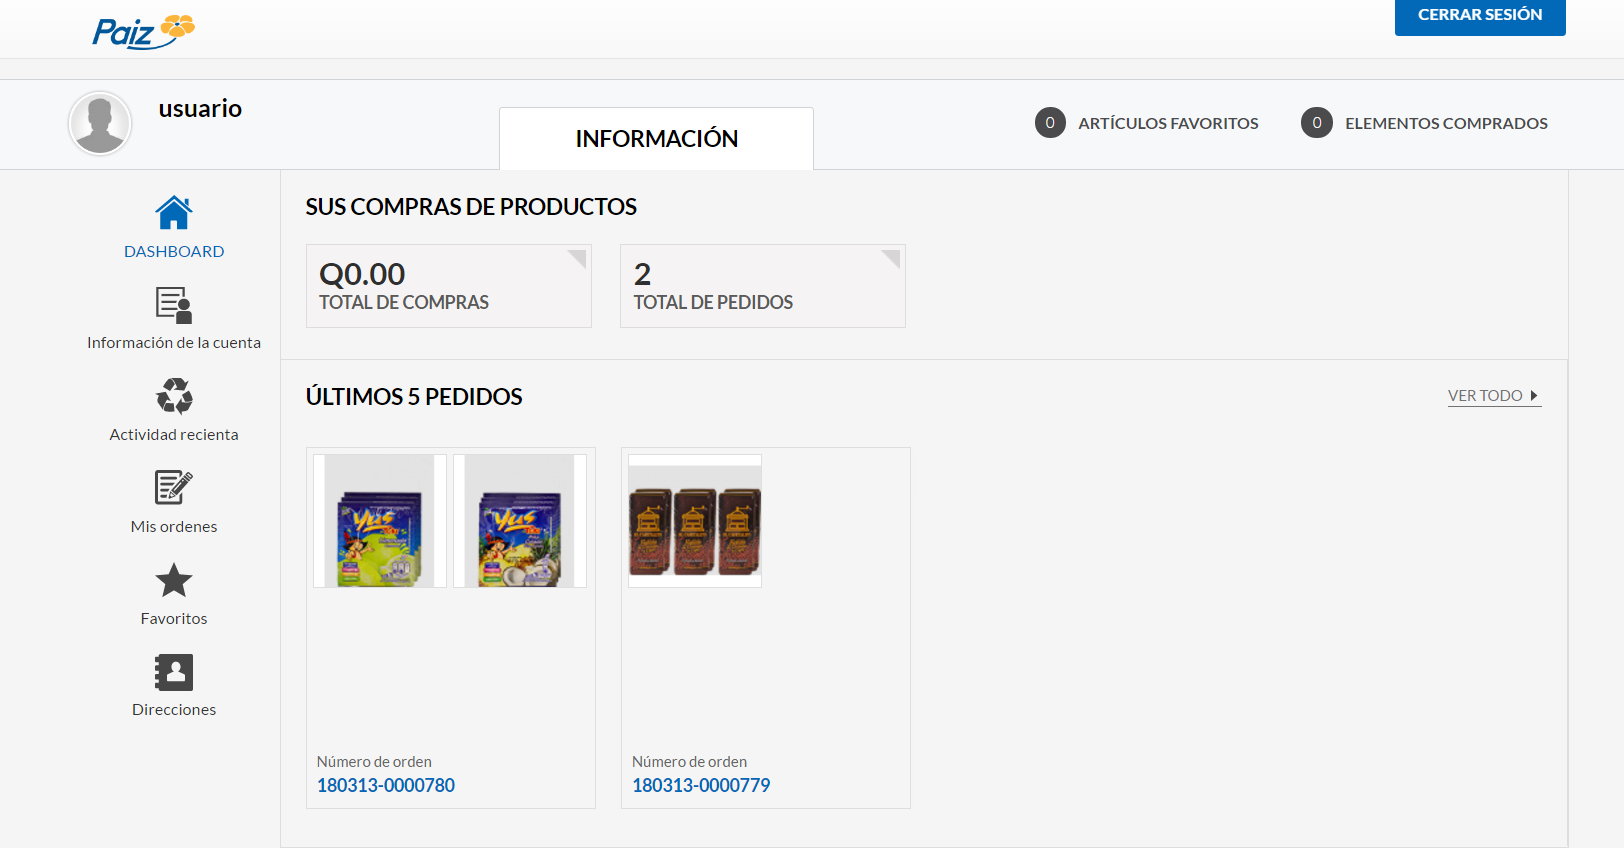 Paiz
CERRAR SESIÓN
usuario
INFORMACIÓN
0 ARTÍCULOS FAVORITOS
0 ELEMENTOS COMPRADOS
DASHBOARD
Información de la cuenta
Actividad recienta
Mis ordenes
Favoritos
Direcciones
SUS COMPRAS DE PRODUCTOS
Q0.00
TOTAL DE COMPRAS
2
TOTAL DE PEDIDOS
ÚLTIMOS 5 PEDIDOS
VER TODO
Yus
Yus
Número de orden
180313-0000780
Número de orden
180313-0000779